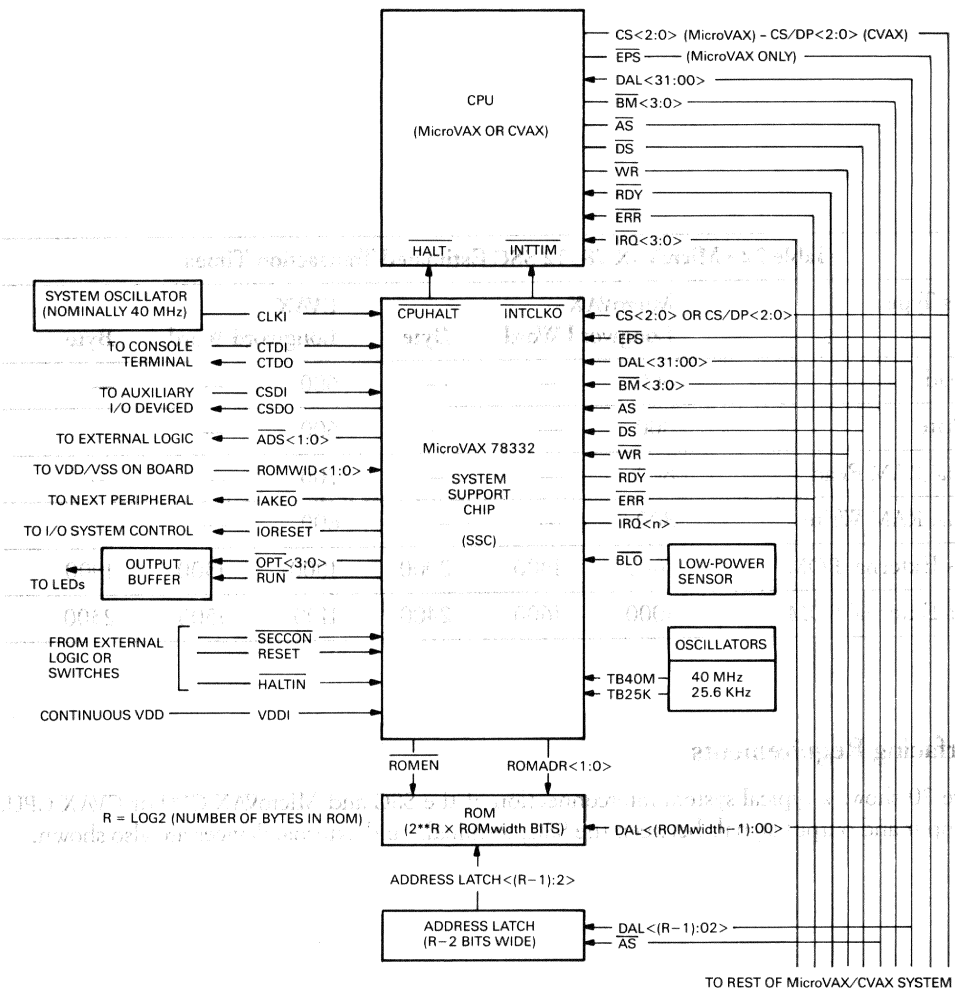 CS<2:0> (MicroVAX) – CS/DP<2:0> (CVAX)
EPS (MicroVAX ONLY)
DAL<31:00>
CPU
(MicroVAX OR CVAX)
BM<3:0>
AS
DS
WR
RDY
ERR
IRQ<3:0>
HALT INTTIM
SYSTEM OSCILLATOR
(NOMINALLY 40 MHz)
CLKI
CPUHALT INTCLKO
CS<2:0> OR CS/DP<2:0>
EPS
DAL<31:00>
BM<3:0>
AS
DS
WR
RDY
ERR
IRQ<n>
TO CONSOLE
TERMINAL
CTDI
CTDO
TO AUXILIARY
I/O DEVICED
CSDI
CSDO
TO EXTERNAL LOGIC ADS<1:0>
TO VDD/VSS ON BOARD ROMWID<1:0>
TO NEXT PERIPHERAL IAKEO
TO I/O SYSTEM CONTROL IORESET
MicroVAX 78332
SYSTEM
SUPPORT
CHIP
(SSC)
OUTPUT
BUFFER
OPT<3;0>
RUN
TO LEDs
BLO
LOW-POWER
SENSOR
FROM EXTERNAL
LOGIC OR
SWITCHES
SECCON
RESET
HALTIN
OSCILLATORS
TB40M 40 MHz
TB25K 25.6 KHz
CONTINUOUS VDD VDDI
ROMEN ROMADR<1:0>
R = LOG2 (NUMBER OF BYTES IN ROM)
ROM
(2**R × ROMwidth BITS)
DAL<(ROMwidth–1):00>
ADDRESS LATCH<(R–1):2>
ADDRESS LATCH
(R–2 BITS WIDE)
DAL<(R–1):02>
AS
TO REST OF MicroVAX/CVAX SYSTEM